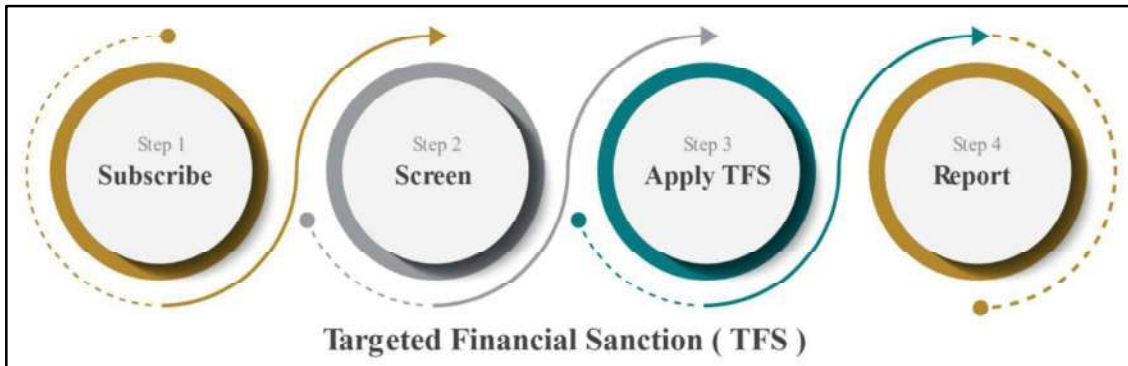 Step 1
Subscribe
Step 2
Screen
Step 3
Apply TFS
Step 4
Report
Targeted Financial Sanction ( TFS )